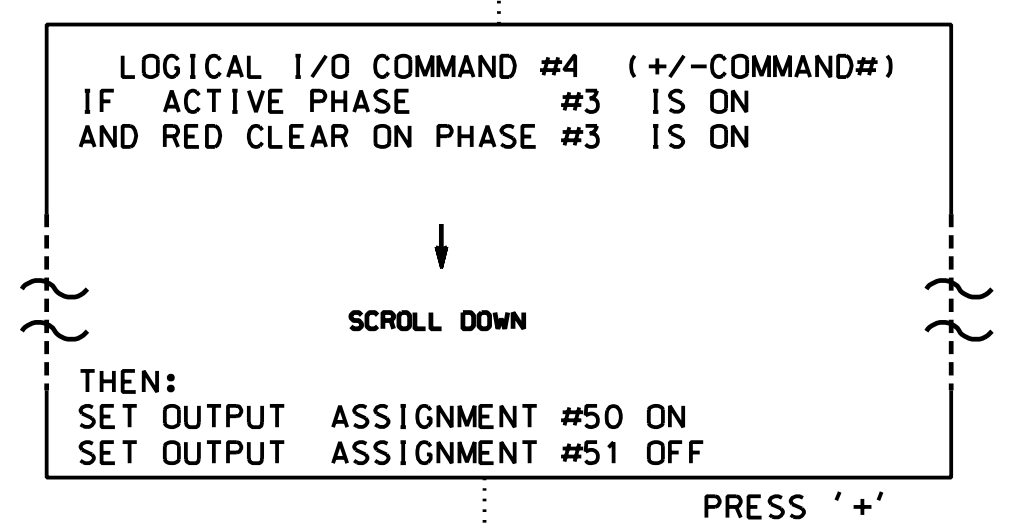 LOGICAL I/O COMMAND #4 (+/-COMMAND#)
IF ACTIVE PHASE #3 IS ON
AND RED CLEAR ON PHASE #3 IS ON
SCROLL DOWN
THEN:
SET OUTPUT ASSIGNMENT #50 ON
SET OUTPUT ASSIGNMENT #51 OFF
PRESS '+'